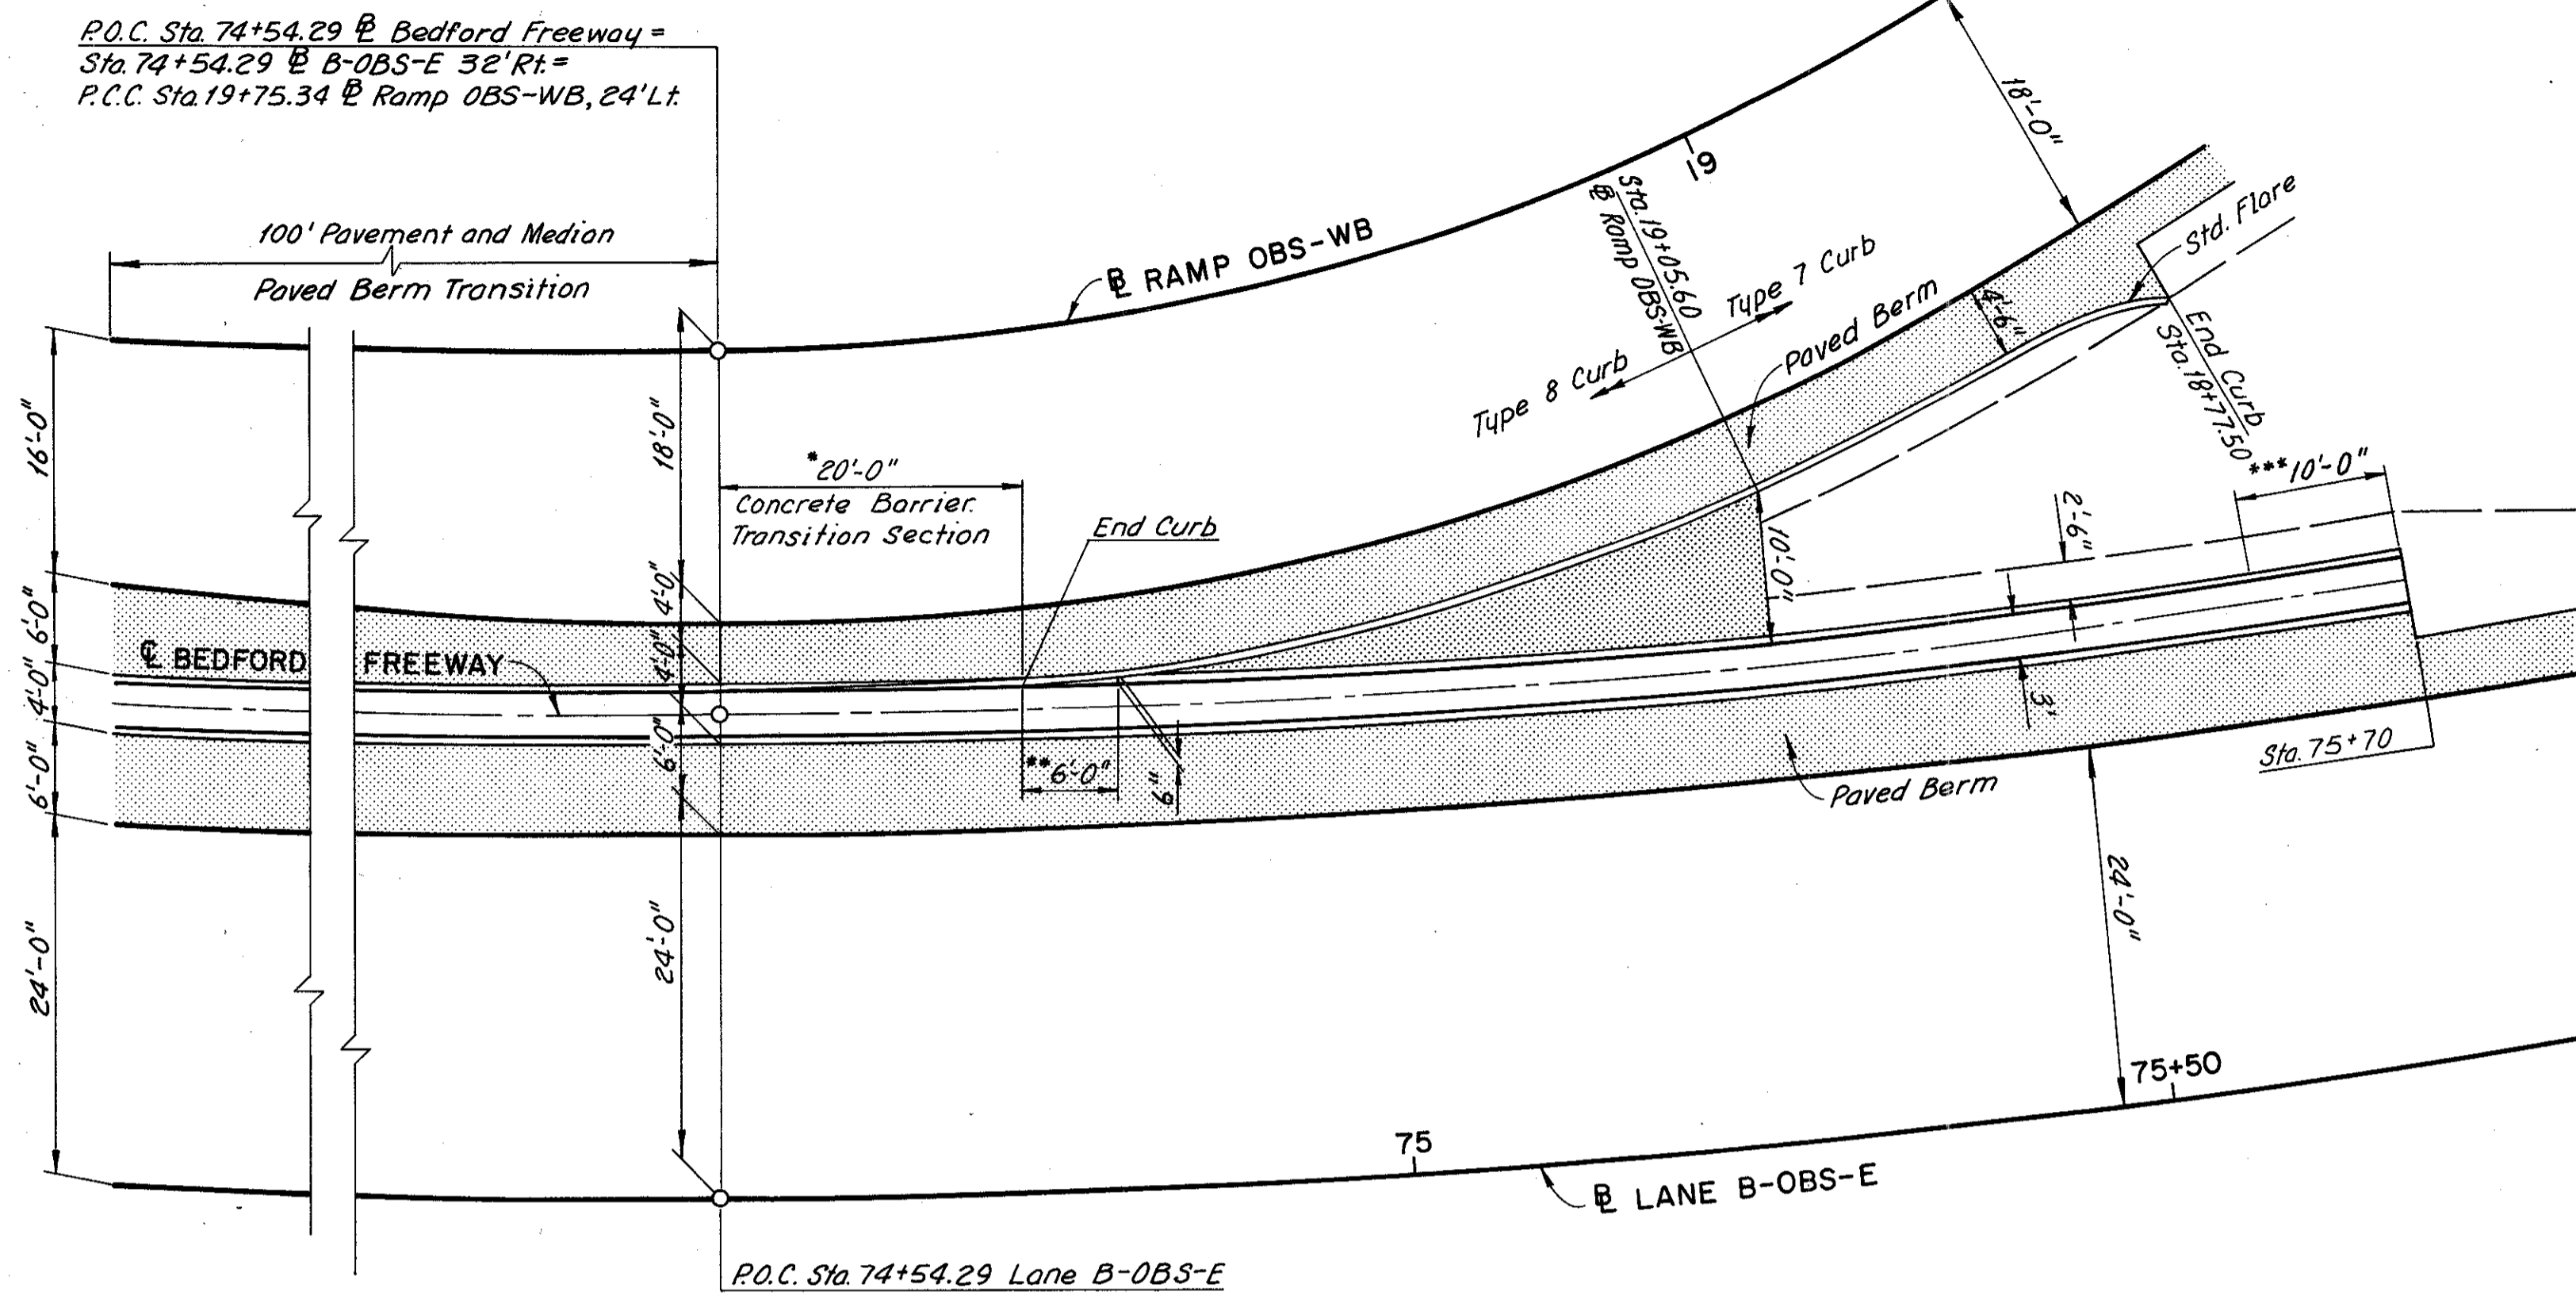 P.O.C. Sta. 74+54.29 ℄ Bedford Freeway =
Sta. 74+54.29 ℄ B-OBS-E 32' Rt. =
P.C.C. Sta. 19+75.34 ℄ Ramp OBS-WB, 24' Lt.
100' Pavement and Median
Paved Berm Transition
16'-0"
6'-0"
4'-0"
6'-0"
24'-0"
18'-0"
4'-0"
4'-0"
6'-0"
24'-0"
℄ BEDFORD FREEWAY
*20'-0"
Concrete Barrier.
Transition Section
End Curb
**6'-0"
6"
℄ RAMP OBS-WB
19
Sta. 19+05.60
℄ Ramp OBS-WB
Type 7 Curb
Type 8 Curb
Paved Berm
18'-0"
4'-6"
Std. Flare
End Curb
Sta. 18+77.50
***10'-0"
2'-6"
10'-0"
3'
Sta. 75+70
Paved Berm
24'-0"
75
75+50
℄ LANE B-OBS-E
P.O.C. Sta. 74+54.29 Lane B-OBS-E